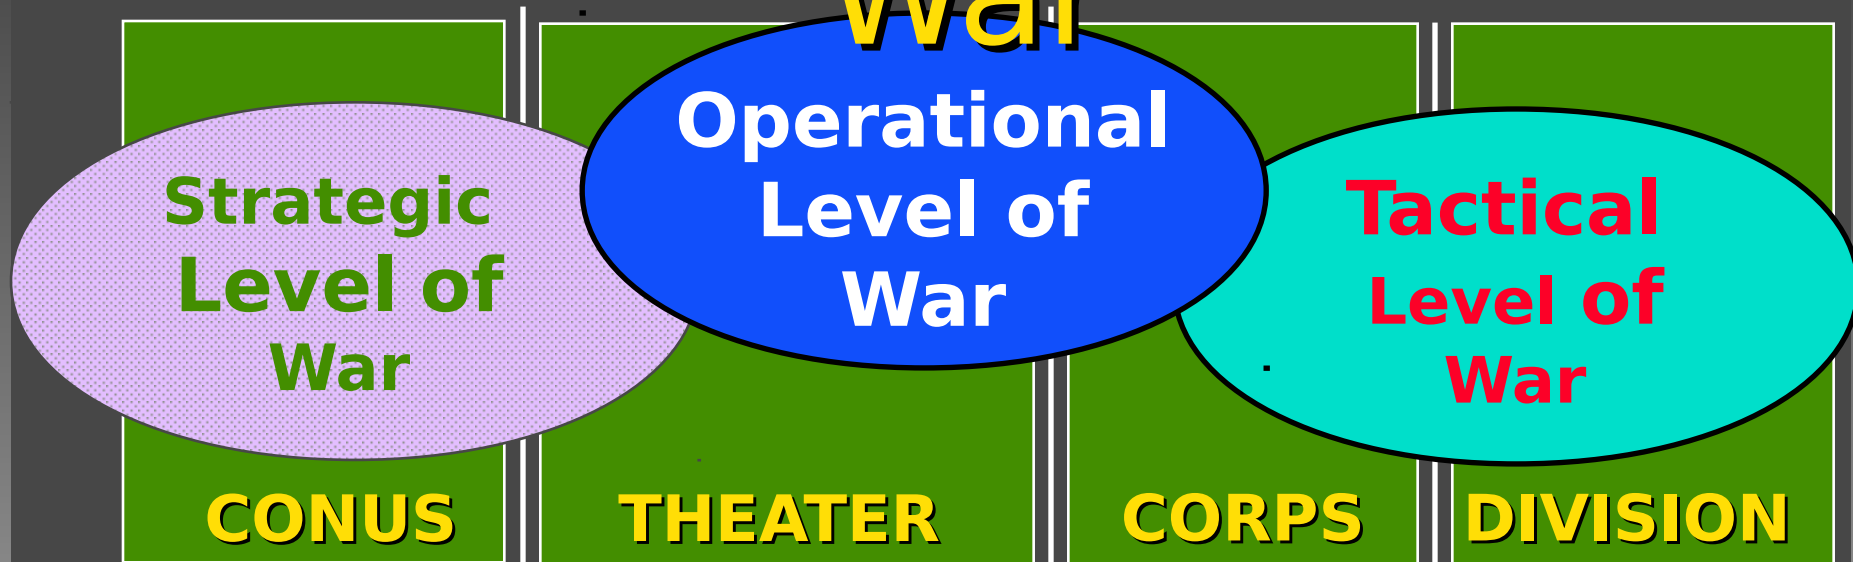 War
Operational
Level of
War
Strategic
Level of
War
Tactical
Level of
War
CONUS
THEATER
CORPS
DIVISION